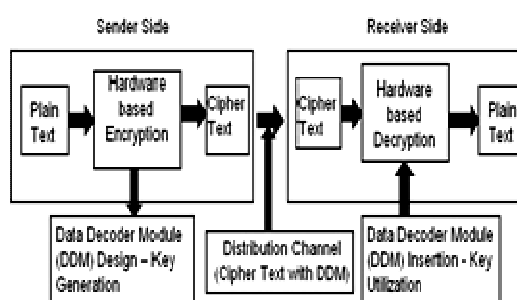 Sender Side
Receiver Side
Plain
Text
Hardware
based
Encryption
Cipher
Text
Cipher
Text
Hardware
based
Decryption
Plain
Text
Data Decoder Module
(DDM) Design – Key
Generation
Distribution Channel
(Cipher Text with DDM)
Data Decoder Module
(DDM) Insertion - Key
Utilization